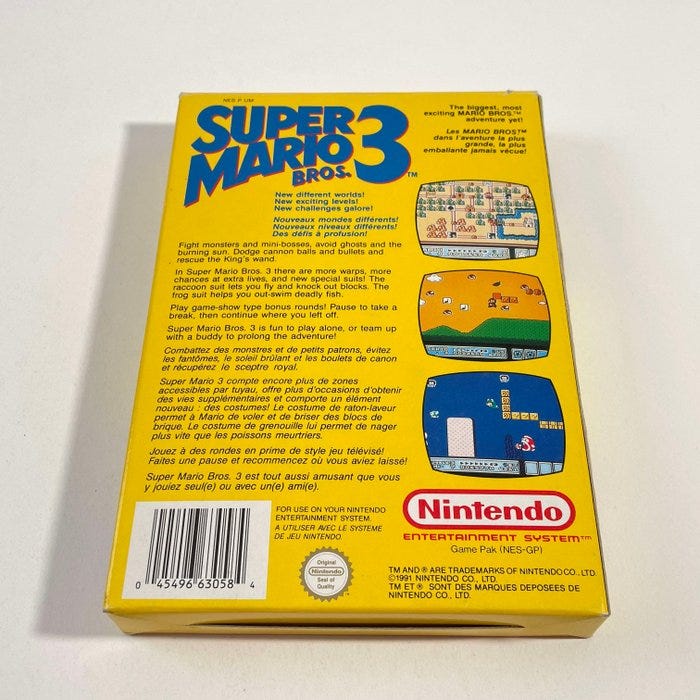 NES P UM
SUPER
MARIO
BROS. 3™
The biggest, most
exciting MARIO BROS.™
adventure yet!
Les MARIO BROS™
dans l'aventure la plus
grande, la plus
emballante jamais vécue!
New different worlds!
New exciting levels!
New challenges galore!
Nouveaux mondes différents!
Nouveaux niveaux différents!
Des défis à profusion!
Fight monsters and mini-bosses, avoid ghosts and the
burning sun. Dodge cannon balls and bullets and
rescue the King's wand.
In Super Mario Bros. 3 there are more warps, more
chances at extra lives, and new special suits! The
raccoon suit lets you fly and knock out blocks. The
frog suit helps you out-swim deadly fish.
Play game-show type bonus rounds! Pause to take a
break, then continue where you left off.
Super Mario Bros. 3 is fun to play alone, or team up
with a buddy to prolong the adventure!
Combattez des monstres et de petits patrons, évitez
les fantômes, le soleil brûlant et les boulets de canon
et récupérez le sceptre royal.
Super Mario 3 compte encore plus de zones
accessibles par tuyau, offre plus d'occasions d'obtenir
des vies supplémentaires et comporte un élément
nouveau : des costumes! Le costume de raton-laveur
permet à Mario de voler et de briser des blocs de
brique. Le costume de grenouille lui permet de nager
plus vite que les poissons meurtriers.
Jouez à des rondes en prime de style jeu télévisé!
Faites une pause et recommencez où vous aviez laissé!
Super Mario Bros. 3 est tout aussi amusant que vous
y jouiez seul(e) ou avec un(e) ami(e).
0 45496 63058 4
FOR USE ON YOUR NINTENDO
ENTERTAINMENT SYSTEM.
A UTILISER AVEC LE SYSTEME
DE JEU NINTENDO.
Original
Nintendo
Seal of
Quality
Nintendo
ENTERTAINMENT SYSTEM™
Game Pak (NES-GP)
TM AND ® ARE TRADEMARKS OF NINTENDO CO., LTD.
©1991 NINTENDO CO., LTD.
TM ET ® SONT DES MARQUES DEPOSEES DE
NINTENDO CO., LTD.